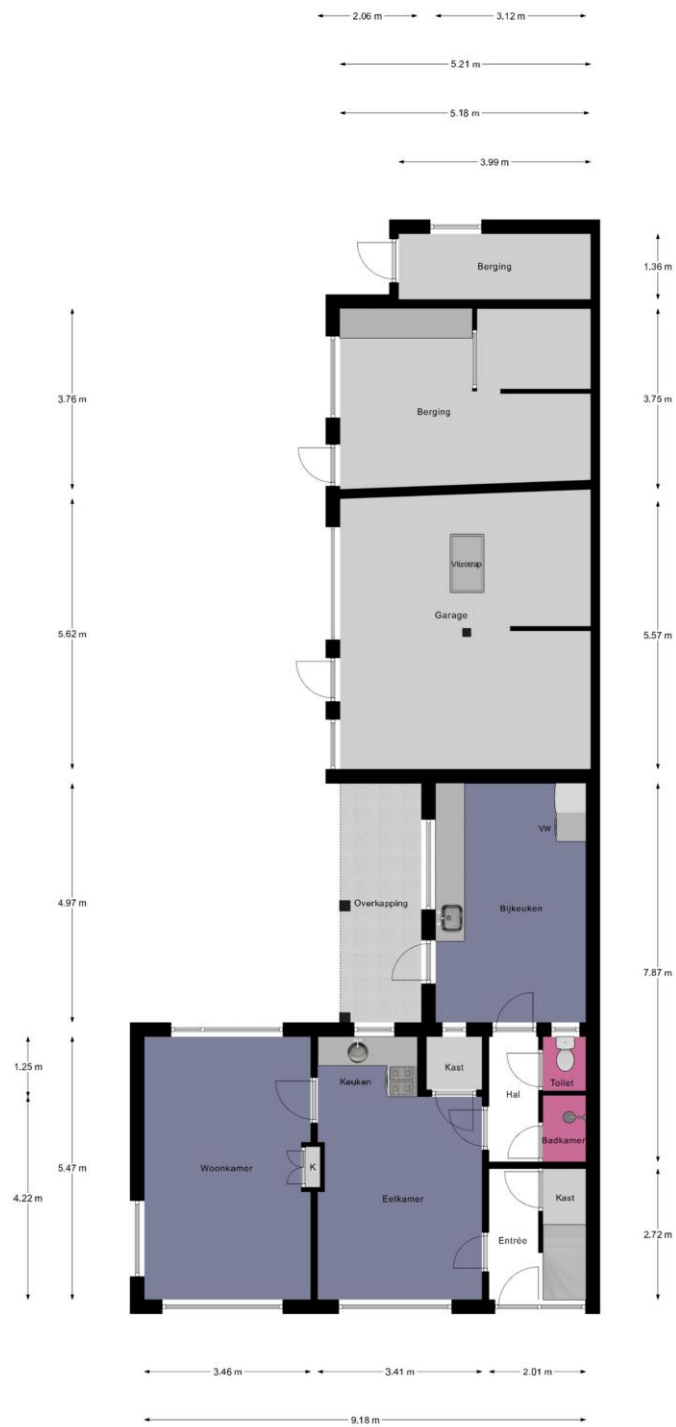 2.06 m 3.12 m
5.21 m
5.18 m
3.99 m
Berging
1.36 m
3.76 m
3.75 m
Berging
Vlizotrap
Garage
5.62 m
5.57 m
VW
4.97 m
Overkapping
Bijkeuken
7.87 m
1.25 m
Keuken
Kast
Hal
Toilet
Badkamer
Woonkamer
K
5.47 m
4.22 m
Eetkamer
Kast
Entrée
2.72 m
3.46 m 3.41 m 2.01 m
9.18 m